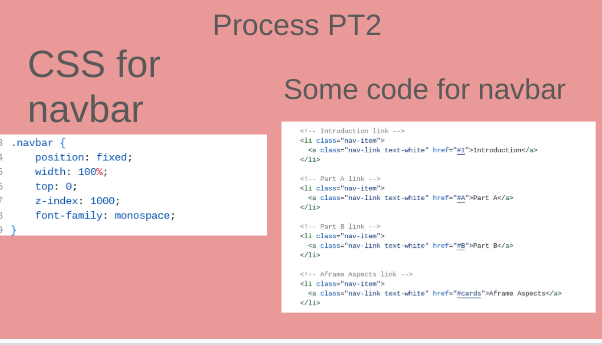 Process PT2
CSS for
navbar
3 .navbar {
4     position: fixed;
5     width: 100%;
6     top: 0;
7     z-index: 1000;
8     font-family: monospace;
9 }
Some code for navbar
<!-- Introduction link -->
<li class="nav-item">
  <a class="nav-link text-white" href="#I">Introduction</a>
</li>
<!-- Part A link -->
<li class="nav-item">
  <a class="nav-link text-white" href="#A">Part A</a>
</li>
<!-- Part B link -->
<li class="nav-item">
  <a class="nav-link text-white" href="#B">Part B</a>
</li>
<!-- Aframe Aspects link -->
<li class="nav-item">
  <a class="nav-link text-white" href="#cards">Aframe Aspects</a>
</li>